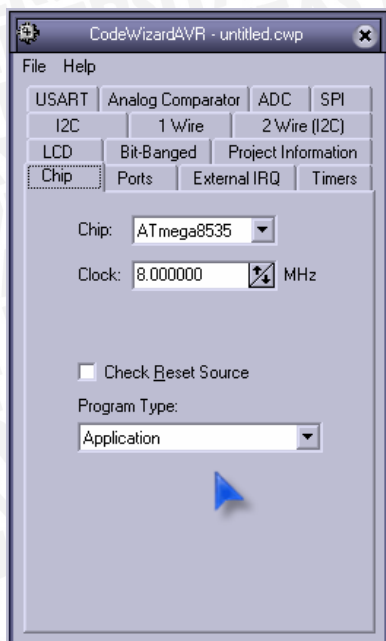 CodeWizardAVR - untitled.cwp
File Help
USART Analog Comparator ADC SPI
I2C 1 Wire 2 Wire (I2C)
LCD Bit-Banged Project Information
Chip Ports External IRQ Timers
Chip: ATmega8535
Clock: 8.000000 MHz
Check Reset Source
Program Type:
Application